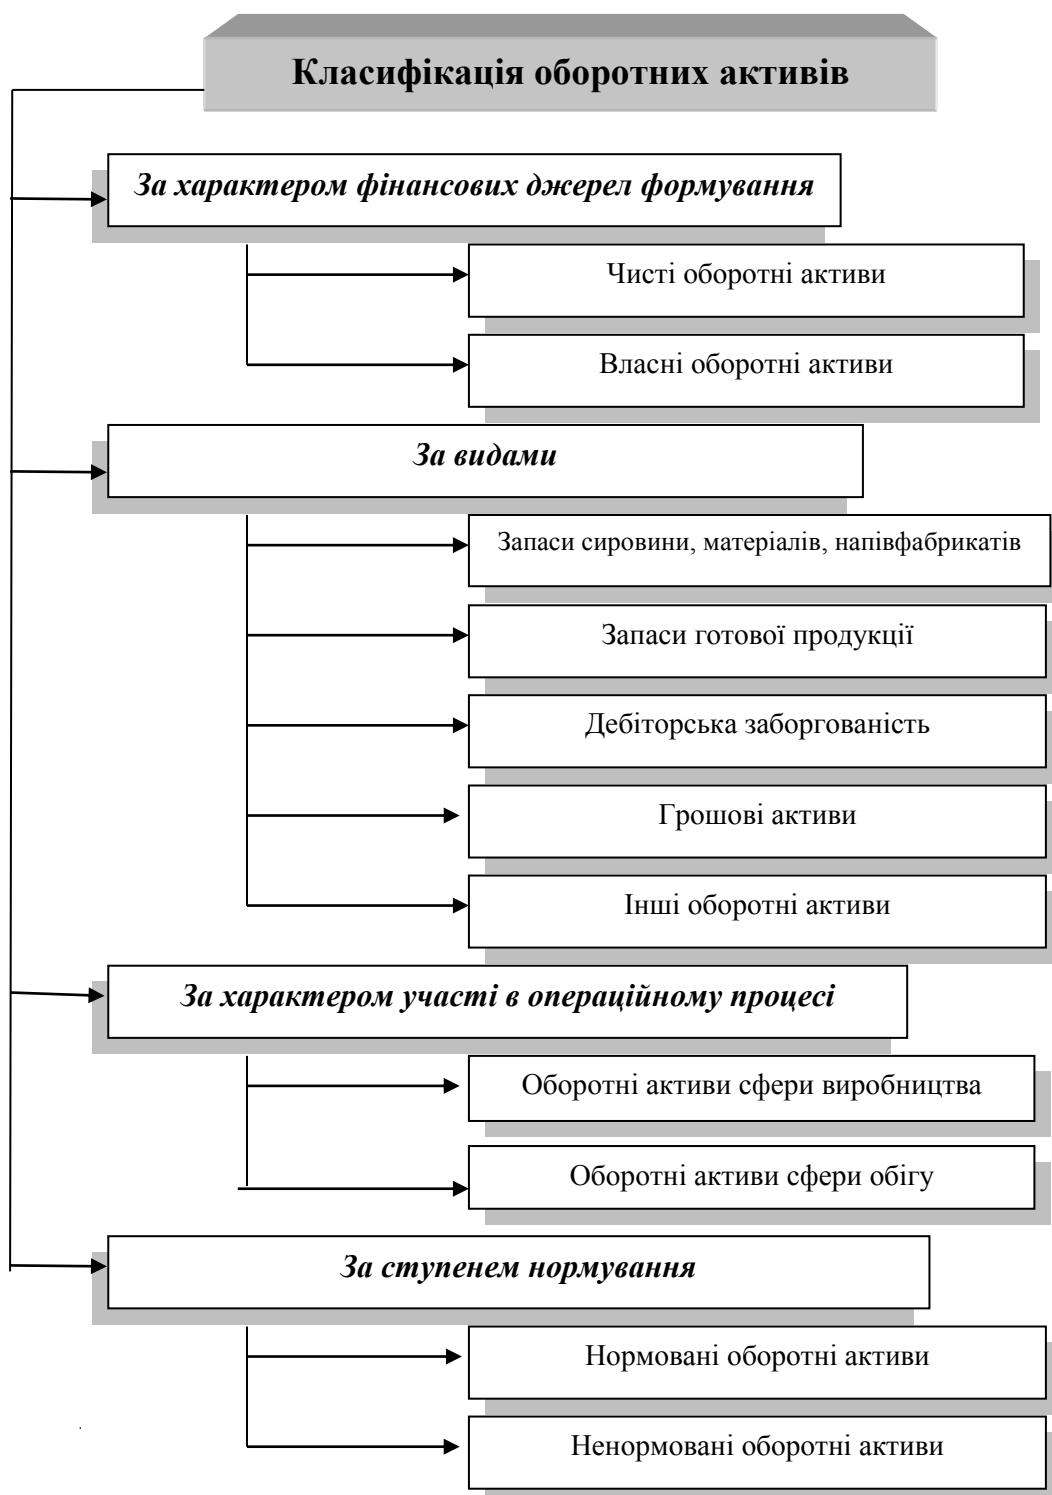 Класифікація оборотних активів
За характером фінансових джерел формування
Чисті оборотні активи
Власні оборотні активи
За видами
Запаси сировини, матеріалів, напівфабрикатів
Запаси готової продукції
Дебіторська заборгованість
Грошові активи
Інші оборотні активи
За характером участі в операційному процесі
Оборотні активи сфери виробництва
Оборотні активи сфери обігу
За ступенем нормування
Нормовані оборотні активи
Ненормовані оборотні активи